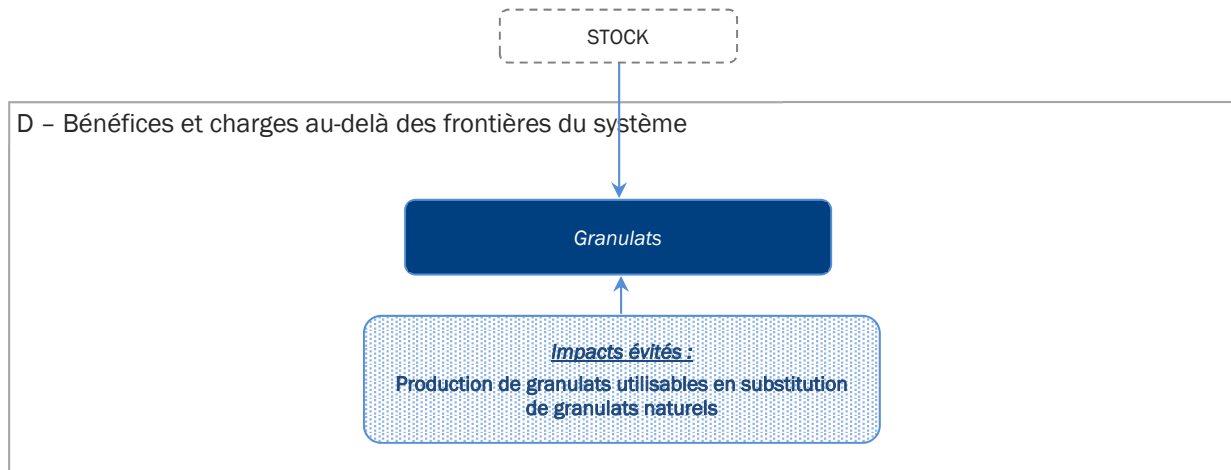 STOCK
D – Bénéfices et charges au-delà des frontières du système
Granulats
Impacts évités :
Production de granulats utilisables en substitution
de granulats naturels